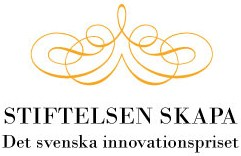 STIFTELSEN SKAPA
Det svenska innovationspriset